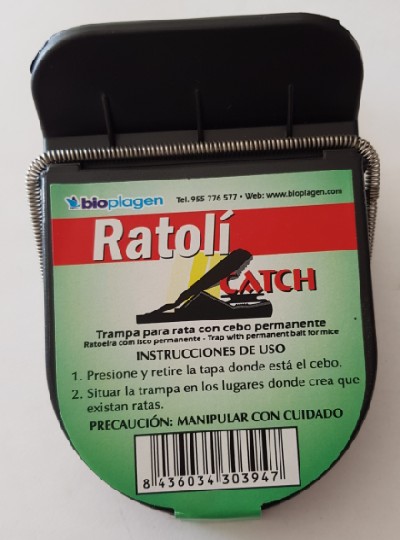 bioplagen Tel. 955 776 577 • Web: www.bioplagen.com
Ratolí
CATCH
Trampa para rata con cebo permanente
Ratoeira com isco permanente - Trap with permanent bait for mice
INSTRUCCIONES DE USO
1. Presione y retire la tapa donde está el cebo.
2. Situar la trampa en los lugares donde crea que
existan ratas.
PRECAUCIÓN: MANIPULAR CON CUIDADO
8 436034 303947